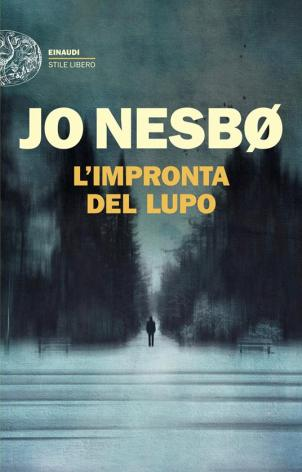 EINAUDI
STILE LIBERO
JO NESBØ
L'IMPRONTA
DEL LUPO